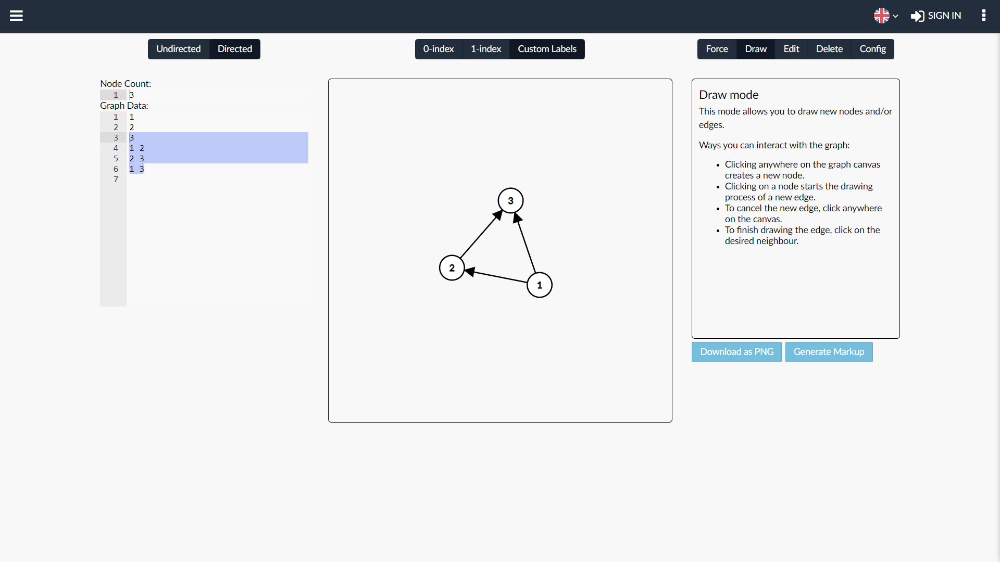 SIGN IN
Undirected Directed
0-index 1-index Custom Labels
Force Draw Edit Delete Config
Node Count:
1 3
Graph Data:
1 1
2 2
3 3
4 1 2
5 2 3
6 1 3
7
3
2
1
Draw mode
This mode allows you to draw new nodes and/or
edges.
Ways you can interact with the graph:
• Clicking anywhere on the graph canvas
creates a new node.
• Clicking on a node starts the drawing
process of a new edge.
• To cancel the new edge, click anywhere
on the canvas.
• To finish drawing the edge, click on the
desired neighbour.
Download as PNG Generate Markup